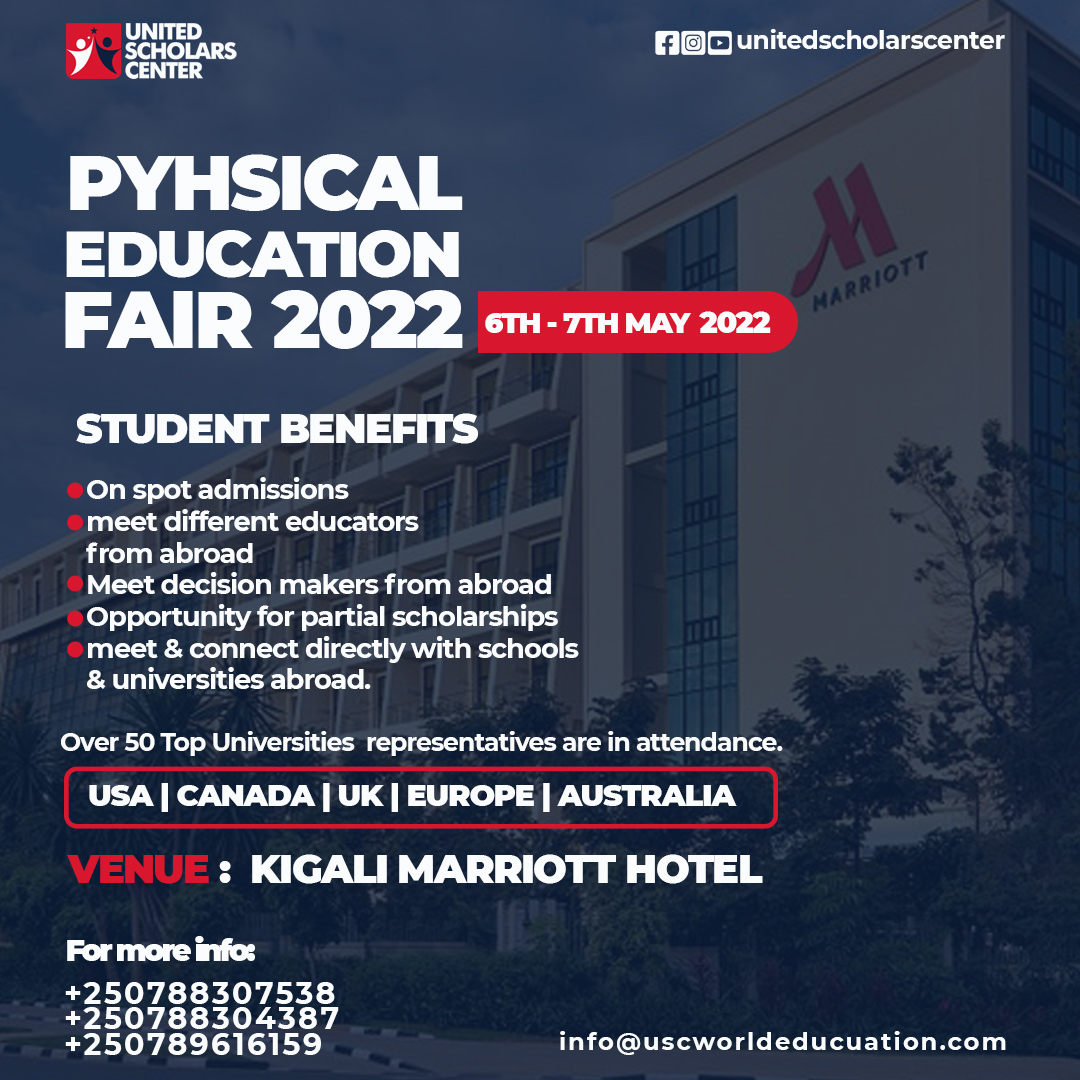 UNITED
SCHOLARS
CENTER
unitedscholarscenter
PYHSICAL
EDUCATION
FAIR 2022
6TH - 7TH MAY 2022
MARRIOTT
STUDENT BENEFITS
On spot admissions
meet different educators
from abroad
Meet decision makers from abroad
Opportunity for partial scholarships
meet & connect directly with schools
& universities abroad.
Over 50 Top Universities representatives are in attendance.
USA | CANADA | UK | EUROPE | AUSTRALIA
VENUE : KIGALI MARRIOTT HOTEL
For more info:
+250788307538
+250788304387
+250789616159
info@uscworldeducuation.com